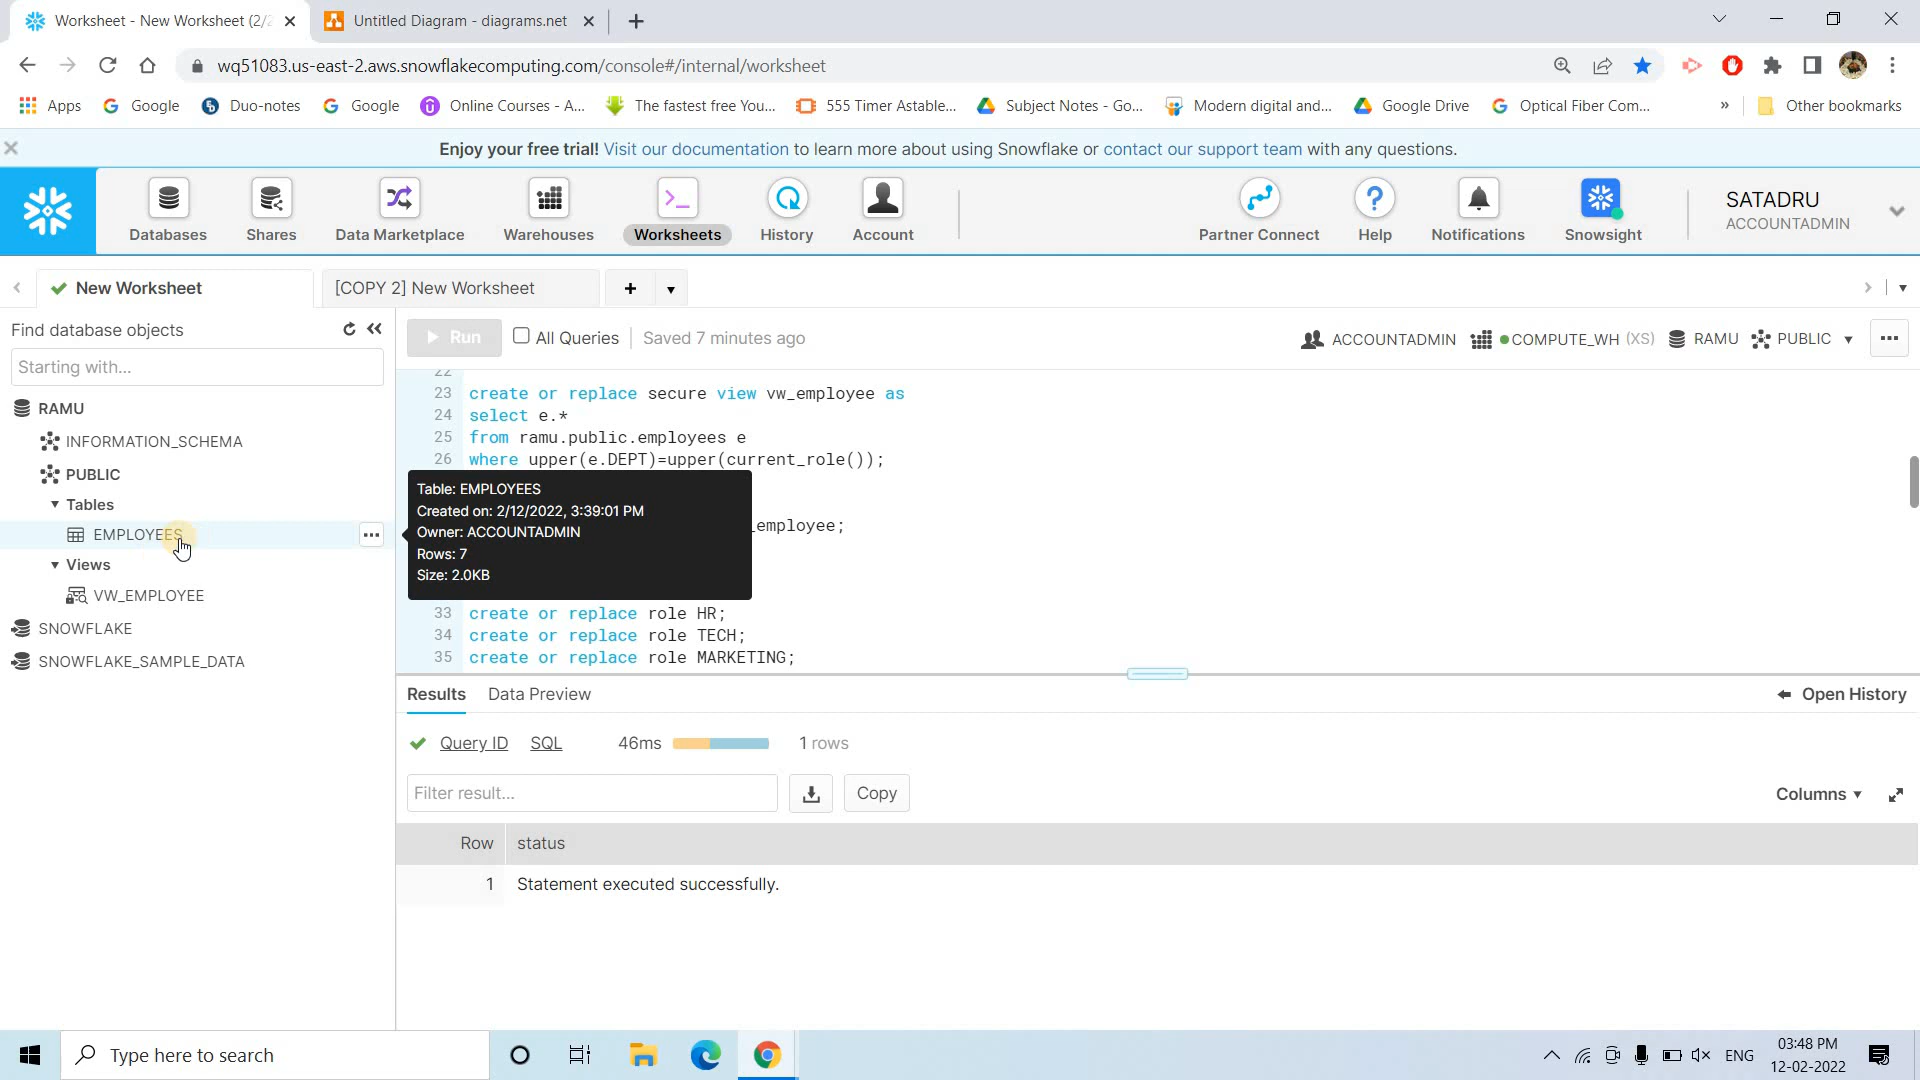 Worksheet - New Worksheet (2/2
Untitled Diagram - diagrams.net
wq51083.us-east-2.aws.snowflakecomputing.com/console#/internal/worksheet
Apps
Google
Duo-notes
Google
Online Courses - A...
The fastest free You...
555 Timer Astable...
Subject Notes - Go...
Modern digital and...
Google Drive
Optical Fiber Com...
»
Other bookmarks
Enjoy your free trial! Visit our documentation to learn more about using Snowflake or contact our support team with any questions.
Databases
Shares
Data Marketplace
Warehouses
Worksheets
History
Account
Partner Connect
Help
Notifications
Snowsight
SATADRU
ACCOUNTADMIN
New Worksheet
[COPY 2] New Worksheet
Find database objects
Starting with...
RAMU
INFORMATION_SCHEMA
PUBLIC
Tables
EMPLOYEES
Views
VW_EMPLOYEE
SNOWFLAKE
SNOWFLAKE_SAMPLE_DATA
Run
All Queries
Saved 7 minutes ago
ACCOUNTADMIN
COMPUTE_WH (XS)
RAMU
PUBLIC
22
23 create or replace secure view vw_employee as
24 select e.*
25 from ramu.public.employees e
26 where upper(e.DEPT)=upper(current_role());
Table: EMPLOYEES
Created on: 2/12/2022, 3:39:01 PM
Owner: ACCOUNTADMIN
Rows: 7
Size: 2.0KB
_employee;
33 create or replace role HR;
34 create or replace role TECH;
35 create or replace role MARKETING;
Results
Data Preview
Open History
Query ID
SQL
46ms
1 rows
Filter result...
Copy
Columns
Row status
1 Statement executed successfully.
Type here to search
ENG
03:48 PM
12-02-2022